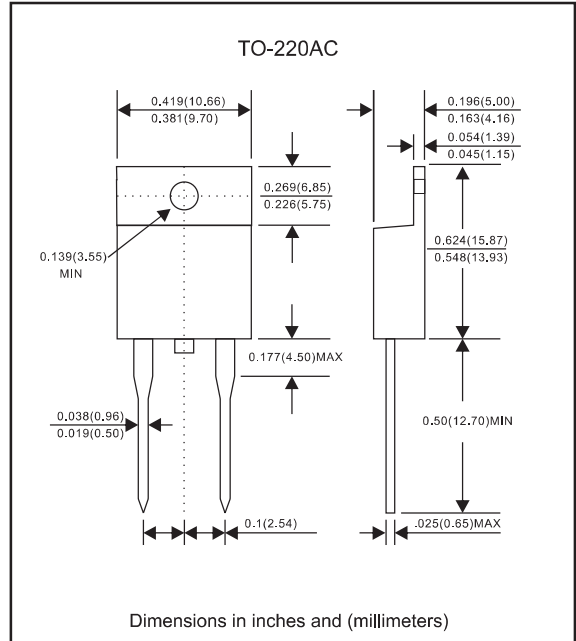 TO-220AC
0.419(10.66)
0.381(9.70)
0.196(5.00)
0.163(4.16)
0.054(1.39)
0.045(1.15)
0.269(6.85)
0.226(5.75)
0.139(3.55)
MIN
0.624(15.87)
0.548(13.93)
0.177(4.50)MAX
0.038(0.96)
0.019(0.50)
0.50(12.70)MIN
0.1(2.54)
.025(0.65)MAX
Dimensions in inches and (millimeters)